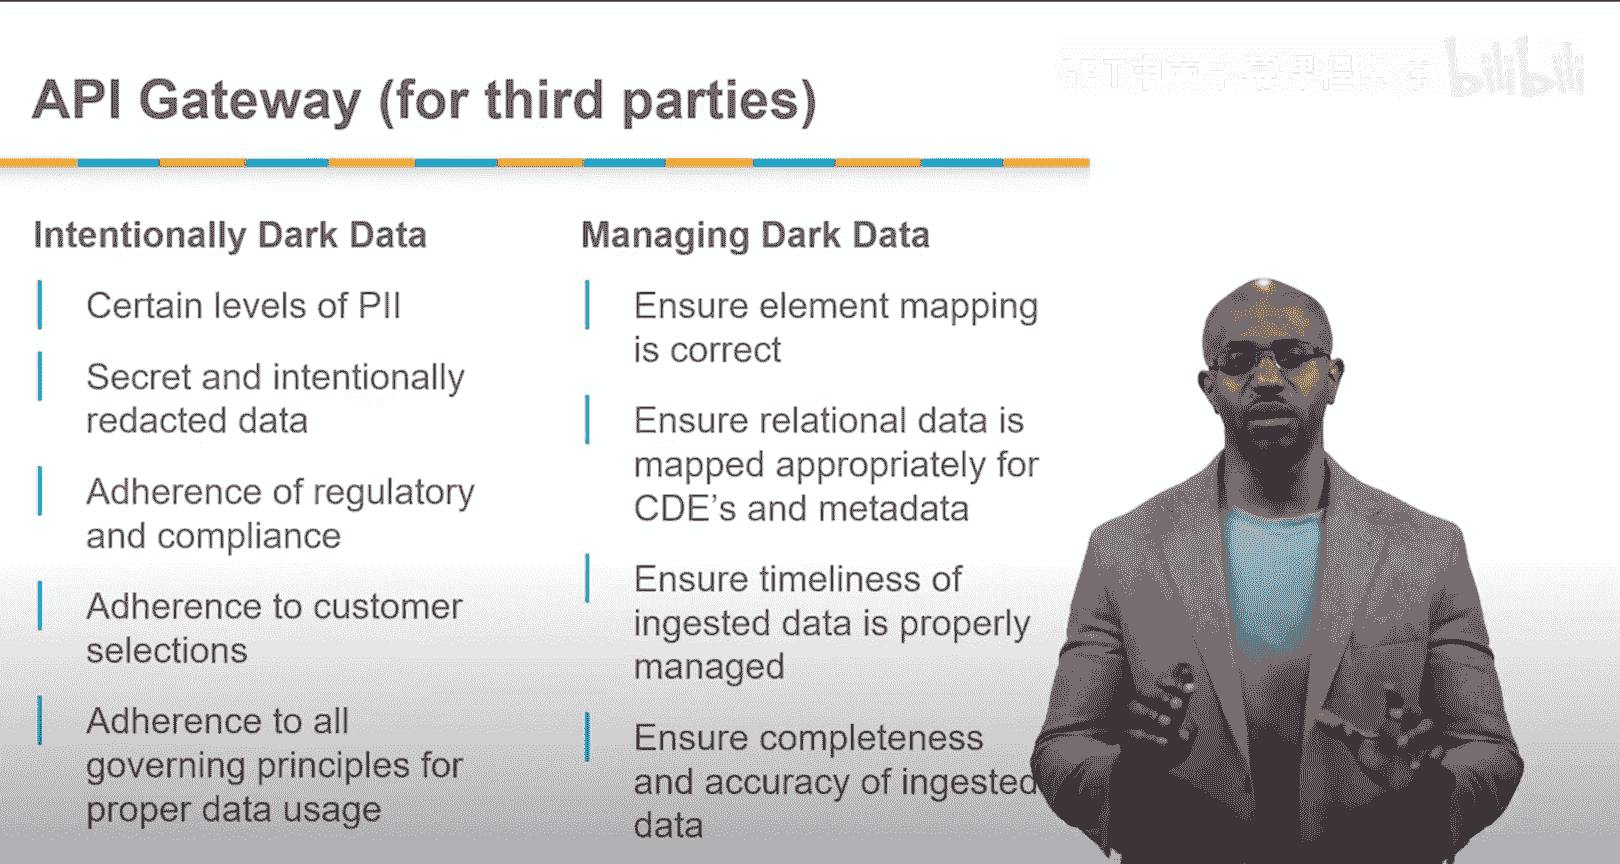 API Gateway (for third parties)
bilibili
Intentionally Dark Data
Certain levels of PII
Secret and intentionally
redacted data
Adherence of regulatory
and compliance
Adherence to customer
selections
Adherence to all
governing principles for
proper data usage
Managing Dark Data
Ensure element mapping
is correct
Ensure relational data is
mapped appropriately for
CDE's and metadata
Ensure timeliness of
ingested data is properly
managed
Ensure completeness
and accuracy of ingested
data